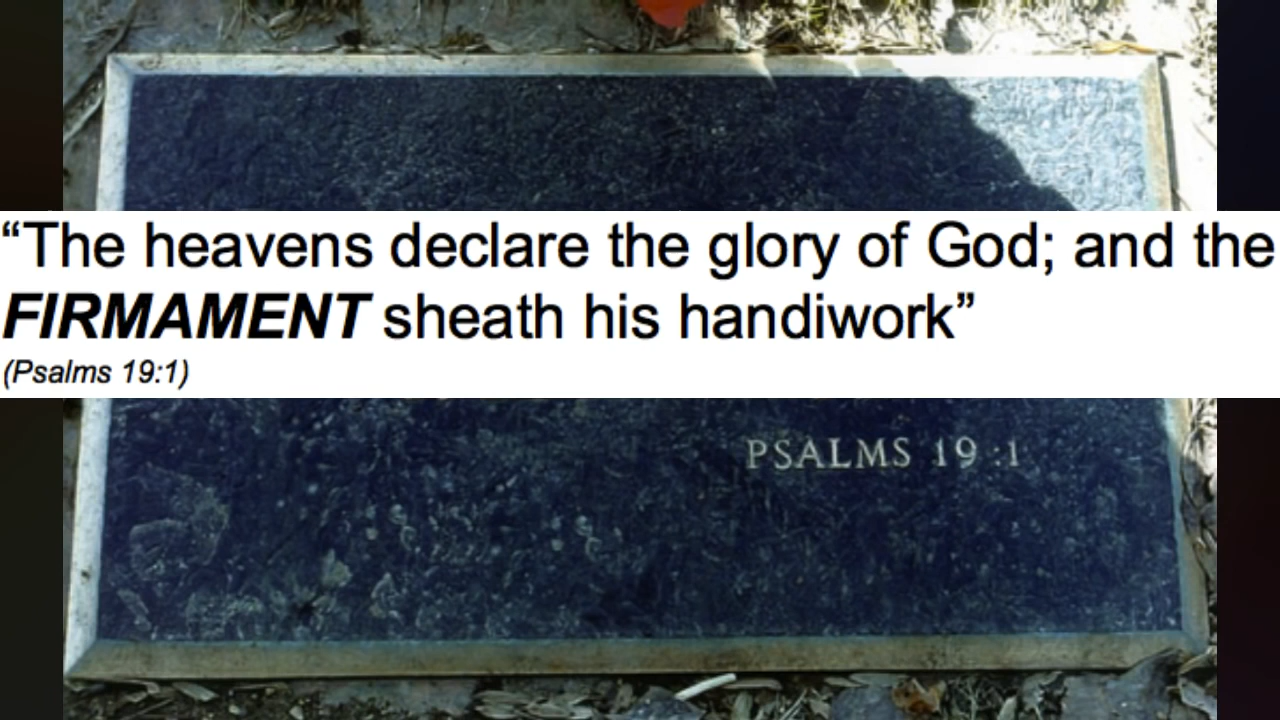 “The heavens declare the glory of God; and the
FIRMAMENT sheath his handiwork”
(Psalms 19:1)
PSALMS 19 :1